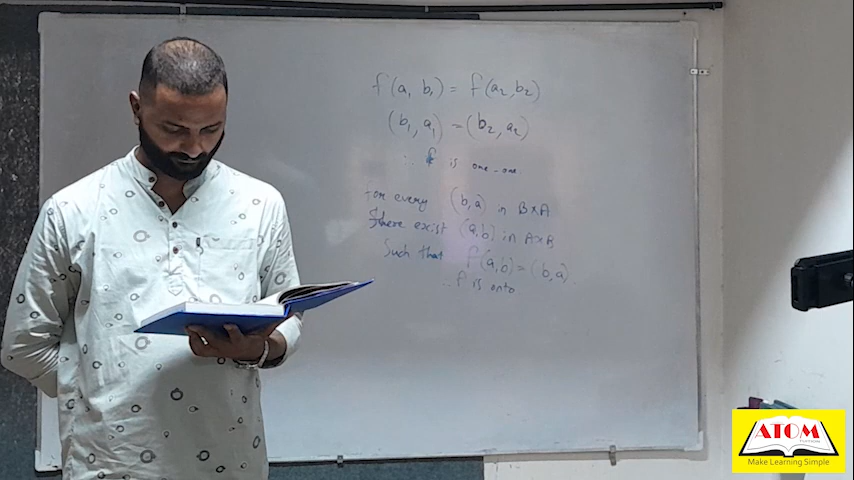 f(a, b₁) = f(a₂,b₂)
(b₁, a₁) = (b₂, a₂)
∴ f is one-one
For every (b,a) in B×A
there exist (a,b) in A×B
Such that f(a,b) = (b,a).
∴ f is onto
ATOM
Make Learning Simple